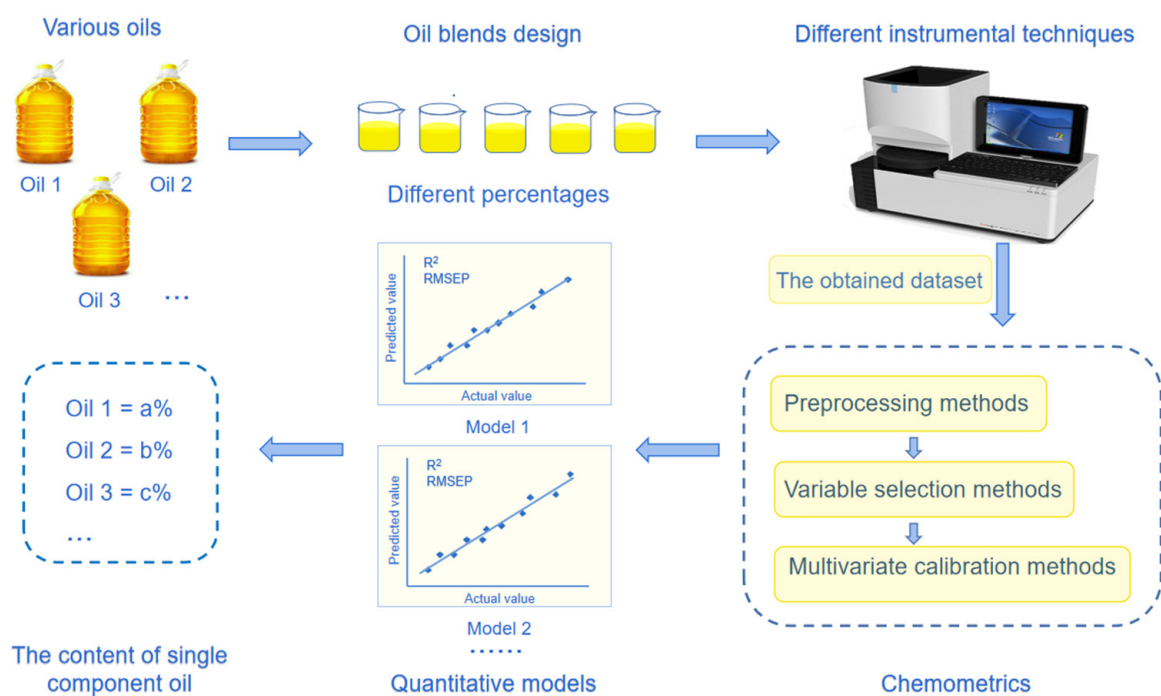 Various oils
Oil 1
Oil 2
Oil 3
...
Oil blends design
Different percentages
Different instrumental techniques
The obtained dataset
Preprocessing methods
Variable selection methods
Multivariate calibration methods
Chemometrics
R²
RMSEP
Predicted value
Actual value
Model 1
R²
RMSEP
Predicted value
Actual value
Model 2
......
Quantitative models
Oil 1 = a%
Oil 2 = b%
Oil 3 = c%
...
The content of single
component oil